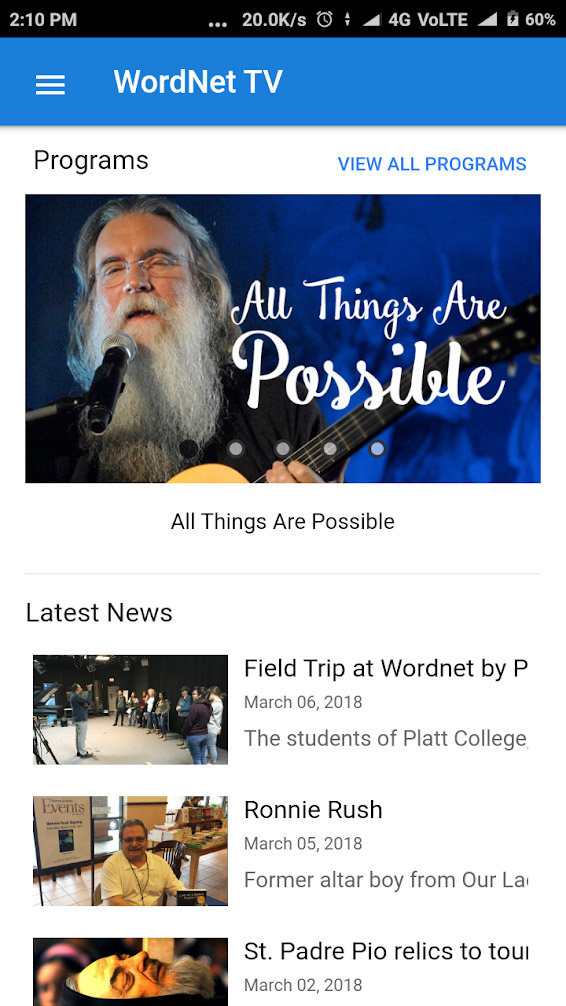 2:10 PM ... 20.0K/s 4G VoLTE 60%
WordNet TV
Programs VIEW ALL PROGRAMS
All Things Are
Possible
All Things Are Possible
Latest News
Field Trip at Wordnet by P
March 06, 2018
The students of Platt College,
Events
Ronnie Rush
March 05, 2018
Former altar boy from Our La
St. Padre Pio relics to tour
March 02, 2018